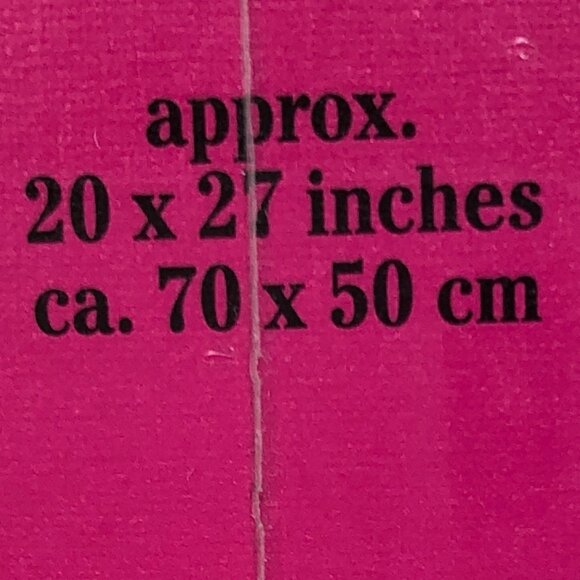 approx.
20 x 27 inches
ca. 70 x 50 cm